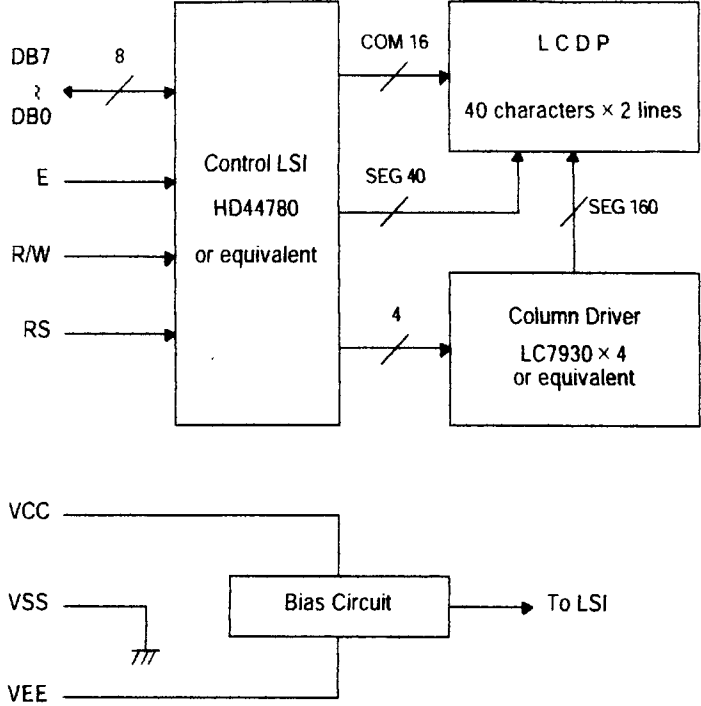 DB7
~
DB0
8
E
R/W
RS
Control LSI
HD44780
or equivalent
COM 16
SEG 40
4
L C D P
40 characters × 2 lines
SEG 160
Column Driver
LC7930 × 4
or equivalent
VCC
VSS
VEE
Bias Circuit
To LSI